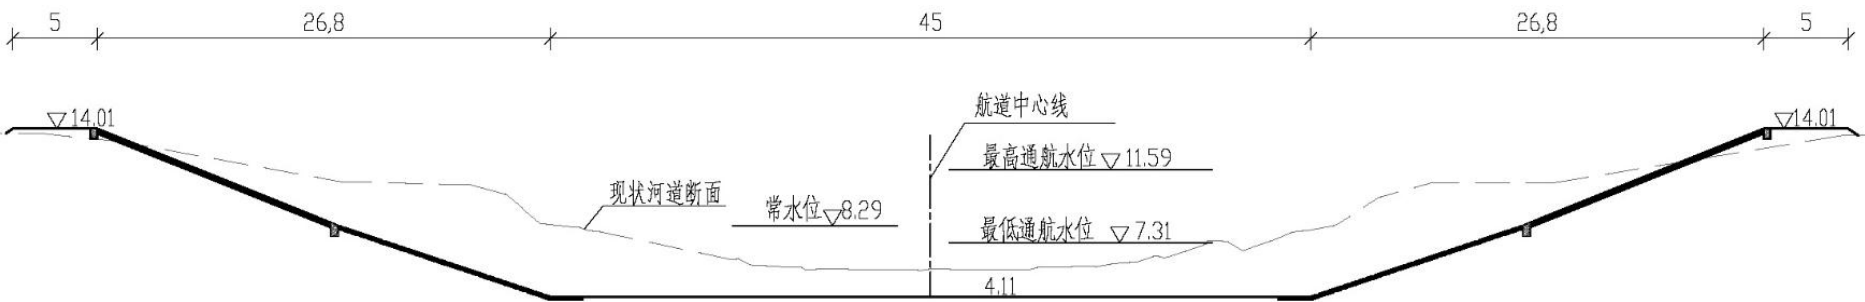 5 26,8 45 26,8 5
航道中心线
14.01 14.01
最高通航水位 11.59
现状河道断面
常水位 8.29
最低通航水位 7.31
4.11